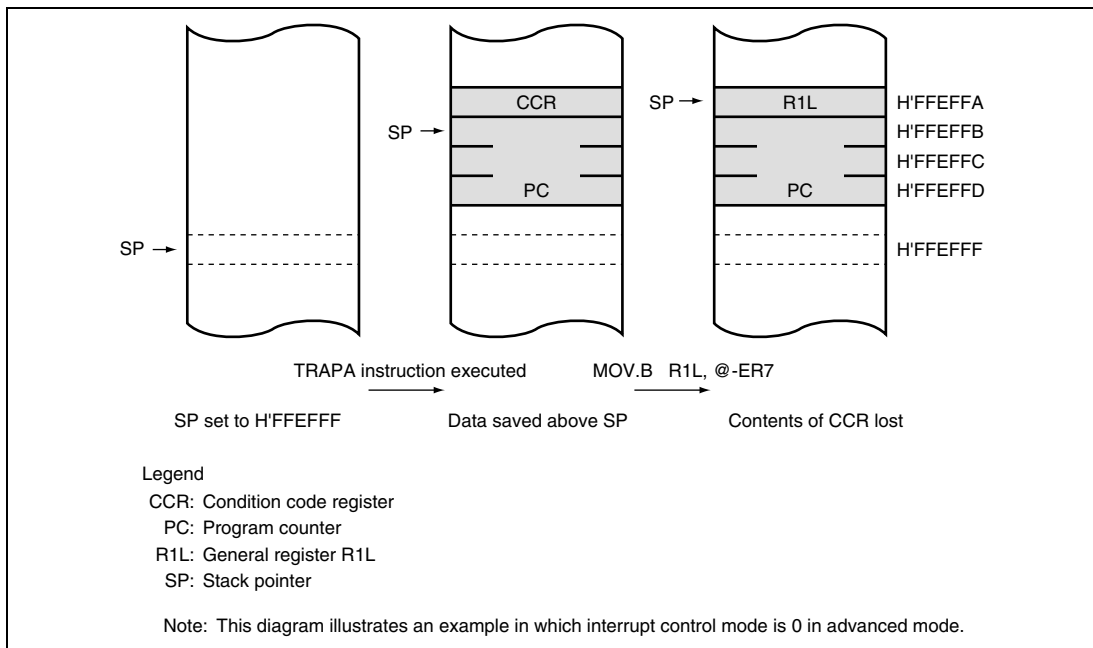 CCR
SP
R1L
H'FFEFFA
SP
H'FFEFFB
H'FFEFFC
PC
PC
H'FFEFFD
SP
H'FFEFFF
TRAPA instruction executed
MOV.B R1L, @-ER7
SP set to H'FFEFFF
Data saved above SP
Contents of CCR lost
Legend
CCR: Condition code register
PC: Program counter
R1L: General register R1L
SP: Stack pointer
Note: This diagram illustrates an example in which interrupt control mode is 0 in advanced mode.